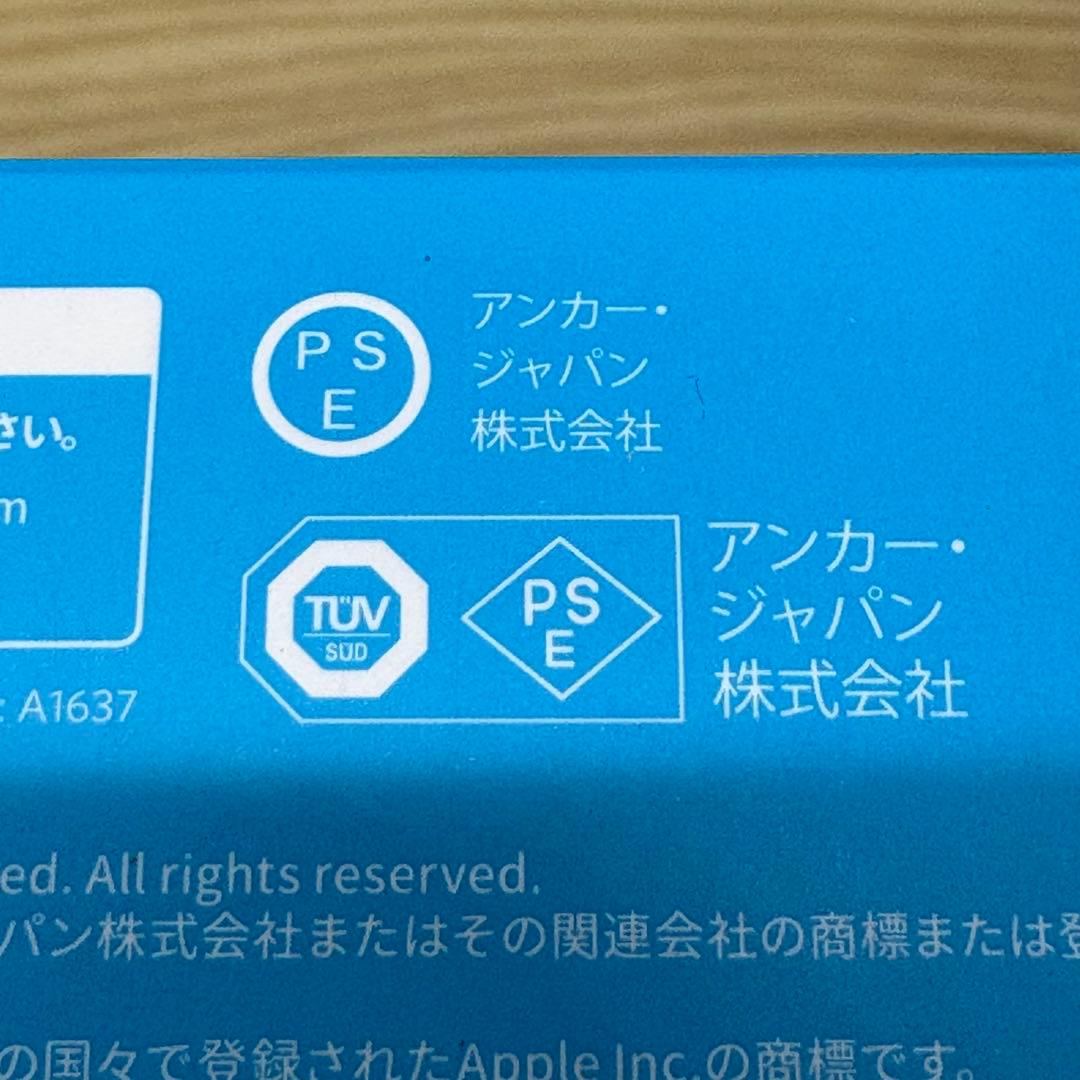 P S
E
アンカー・
ジャパン
株式会社
さい。
m
TÜV
SÜD
PS
E
アンカー・
ジャパン
株式会社
: A1637
ed. All rights reserved.
パン株式会社またはその関連会社の商標または登
の国々で登録されたApple Inc.の商標です。